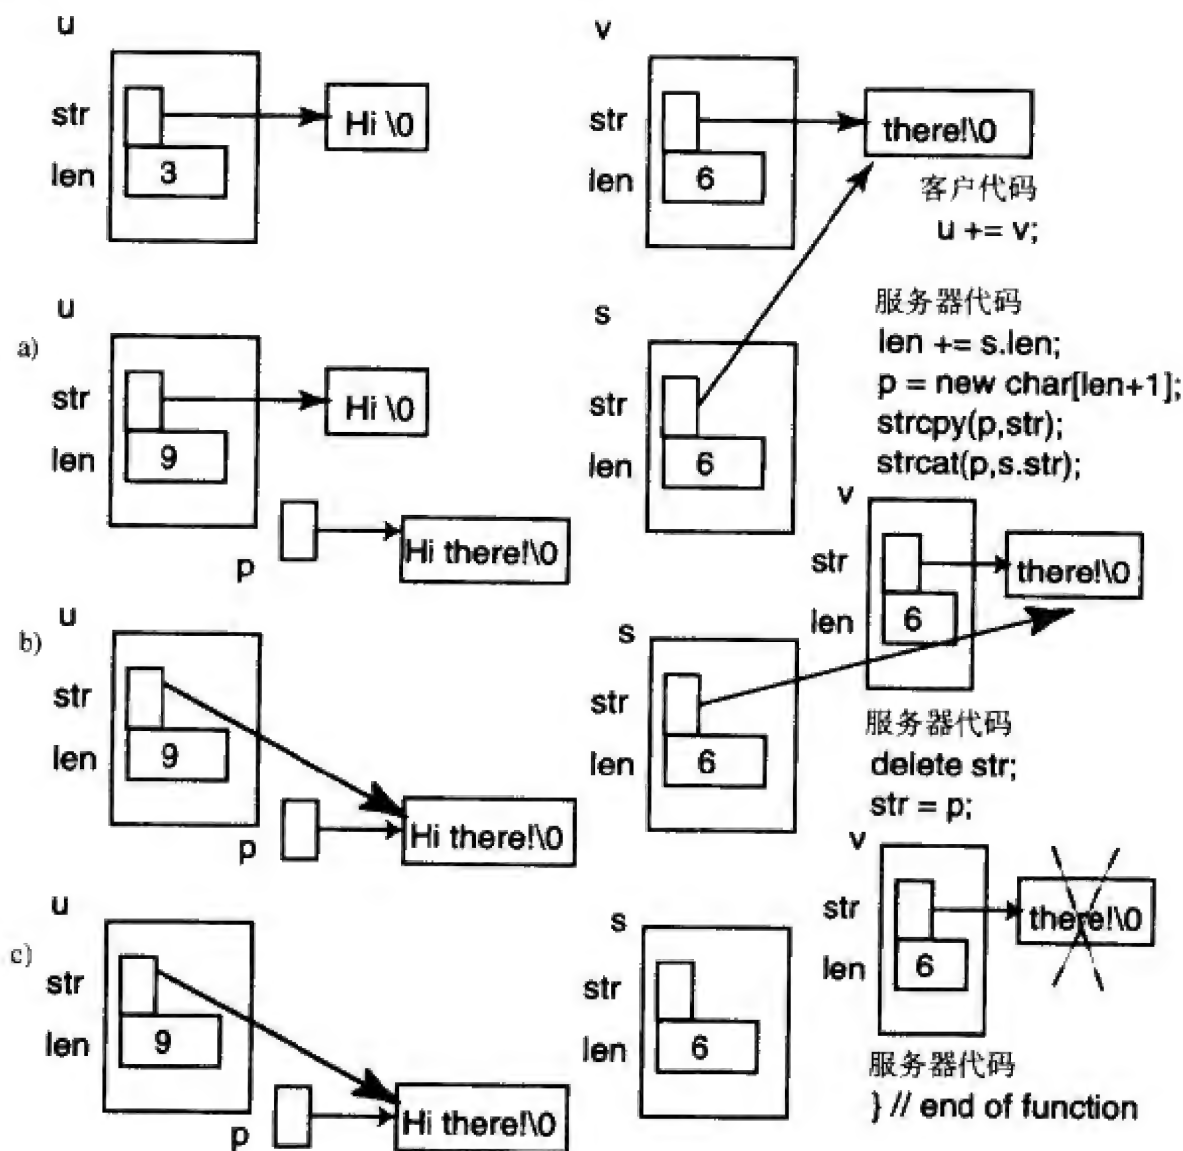 u
v
str
Hi \0
str
there!\0
len
3
len
6
客户代码
u += v;
u
s
服务器代码
a)
len += s.len;
str
Hi \0
str
p = new char[len+1];
strcpy(p,str);
len
9
len
6
strcat(p,s.str);
v
p
Hi there!\0
str
there!\0
u
len
6
b)
s
str
str
服务器代码
len
9
len
6
delete str;
str = p;
p
Hi there!\0
v
u
s
str
there!\0
c)
str
str
len
6
len
9
len
6
服务器代码
} // end of function
p
Hi there!\0